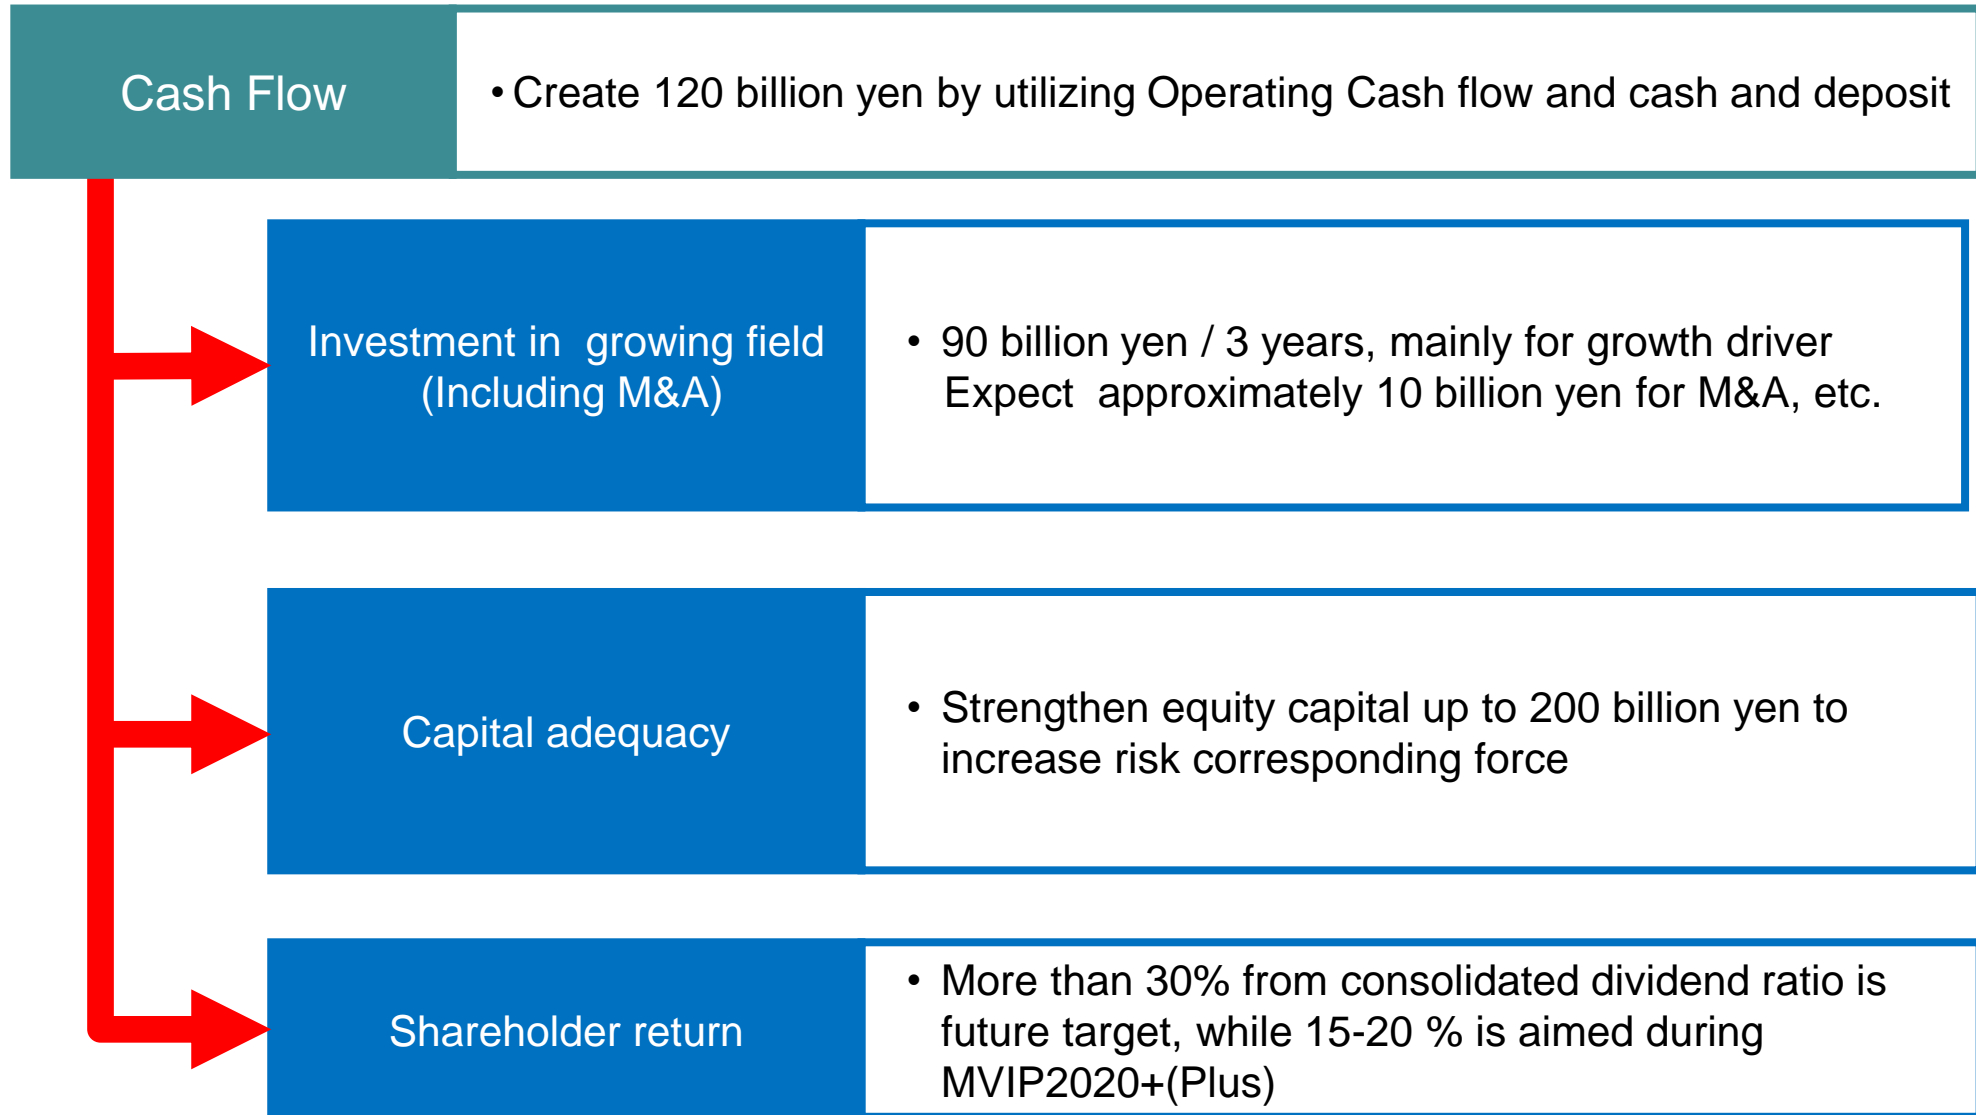 Cash Flow
• Create 120 billion yen by utilizing Operating Cash flow and cash and deposit
Investment in  growing field
(Including M&A)
• 90 billion yen / 3 years, mainly for growth driver
Expect  approximately 10 billion yen for M&A, etc.
Capital adequacy
• Strengthen equity capital up to 200 billion yen to
increase risk corresponding force
Shareholder return
• More than 30% from consolidated dividend ratio is
future target, while 15-20 % is aimed during
MVIP2020+(Plus)